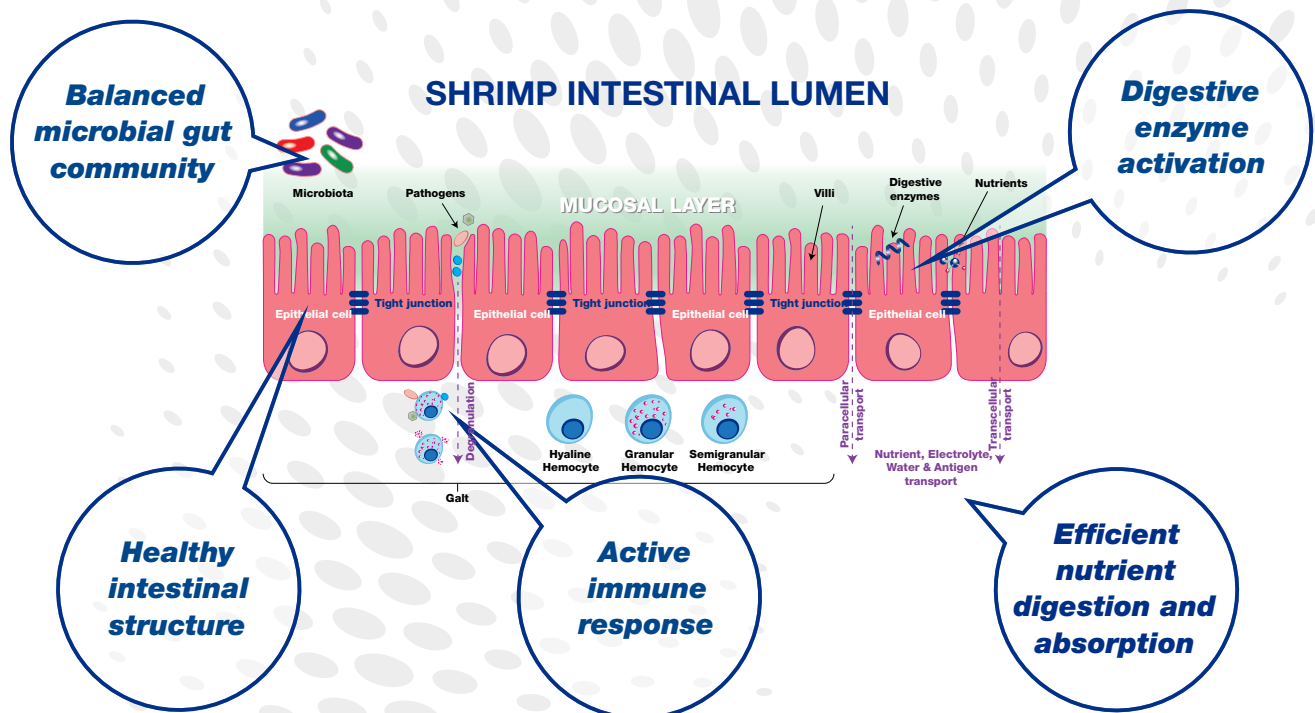 SHRIMP INTESTINAL LUMEN
Balanced
microbial gut
community
Digestive
enzyme
activation
Microbiota
Pathogens
MUCOSAL LAYER
Villi
Digestive
enzymes
Nutrients
Tight junction
Tight junction
Tight junction
Epithelial cell
Epithelial cell
Epithelial cell
Epithelial cell
Degranulation
Hyaline
Hemocyte
Granular
Hemocyte
Semigranular
Hemocyte
Paracellular
transport
Transcellular
transport
Nutrient, Electrolyte,
Water & Antigen
transport
Galt
Healthy
intestinal
structure
Active
immune
response
Efficient
nutrient
digestion and
absorption